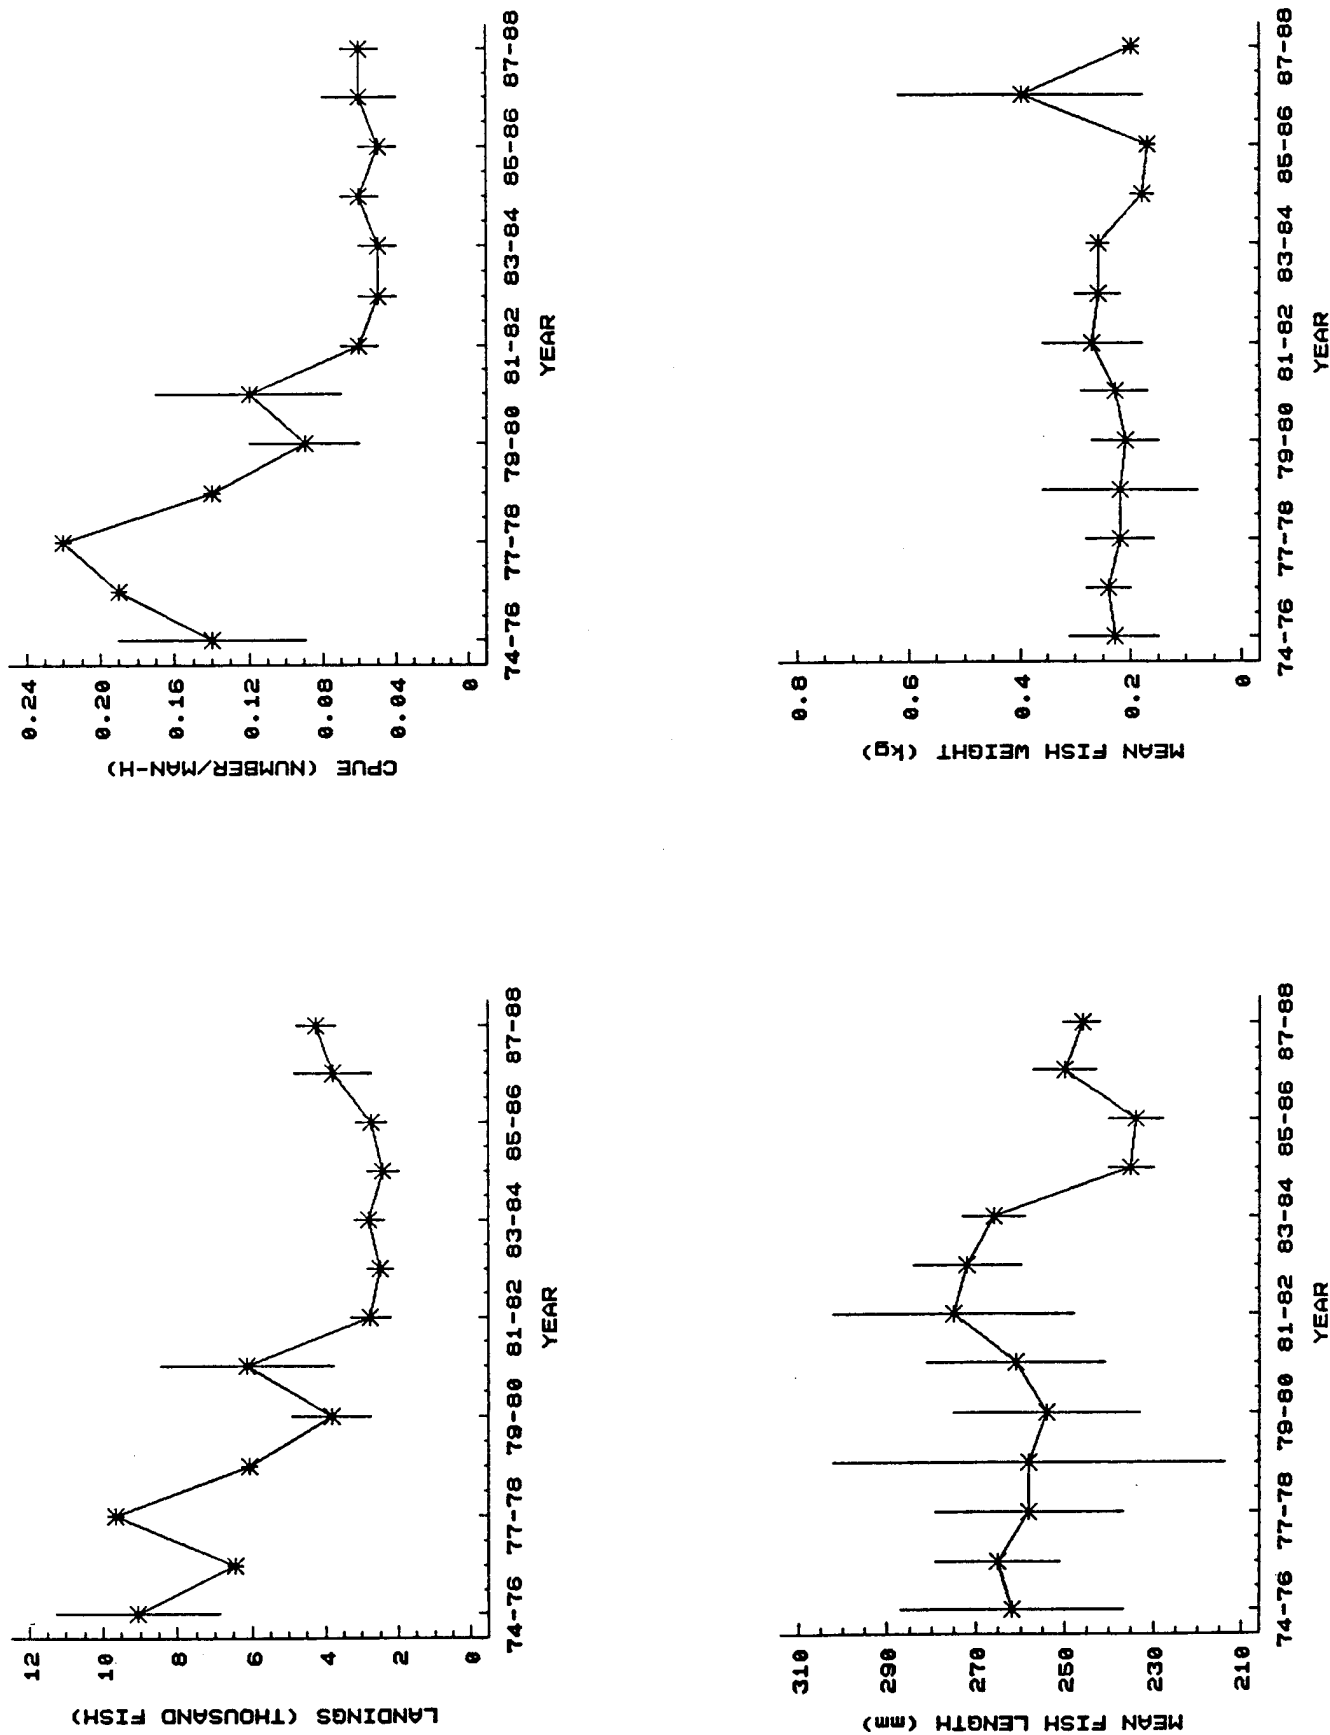 LANDINGS (THOUSAND FISH)
12
10
8
6
4
2
74-76 77-78 79-80 81-82 83-84 85-86 87-88
YEAR
CPUE (NUMBER/MAN-H)
0.24
0.20
0.16
0.12
0.08
0.04
0
74-76 77-78 79-80 81-82 83-84 85-86 87-88
YEAR
MEAN FISH LENGTH (mm)
310
290
270
250
230
210
74-76 77-78 79-80 81-82 83-84 85-86 87-88
YEAR
MEAN FISH WEIGHT (kg)
0.8
0.6
0.4
0.2
0
74-76 77-78 79-80 81-82 83-84 85-86 87-88
YEAR